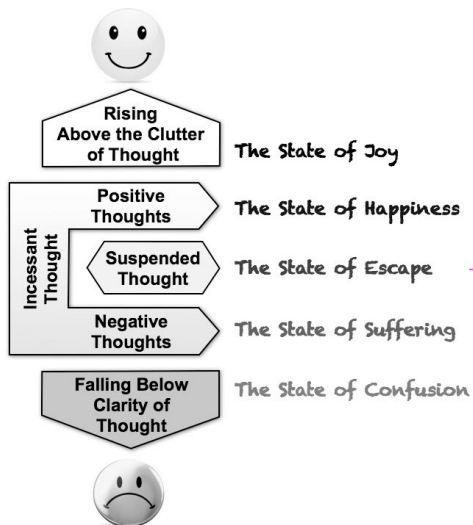 Rising
Above the Clutter
of Thought
The State of Joy
Incessant
Thought
Positive
Thoughts
The State of Happiness
Suspended
Thought
The State of Escape
Negative
Thoughts
The State of Suffering
Falling Below
Clarity of
Thought
The State of Confusion